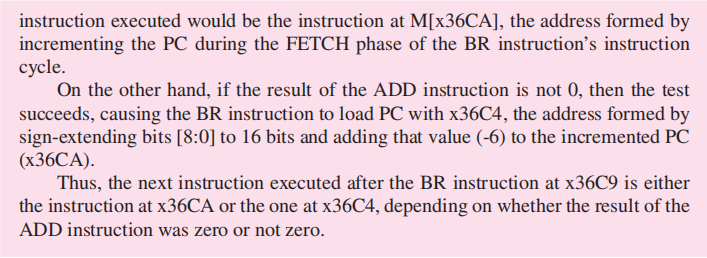 instruction executed would be the instruction at M[x36CA], the address formed by
incrementing the PC during the FETCH phase of the BR instruction’s instruction
cycle.
On the other hand, if the result of the ADD instruction is not 0, then the test
succeeds, causing the BR instruction to load PC with x36C4, the address formed by
sign-extending bits [8:0] to 16 bits and adding that value (-6) to the incremented PC
(x36CA).
Thus, the next instruction executed after the BR instruction at x36C9 is either
the instruction at x36CA or the one at x36C4, depending on whether the result of the
ADD instruction was zero or not zero.